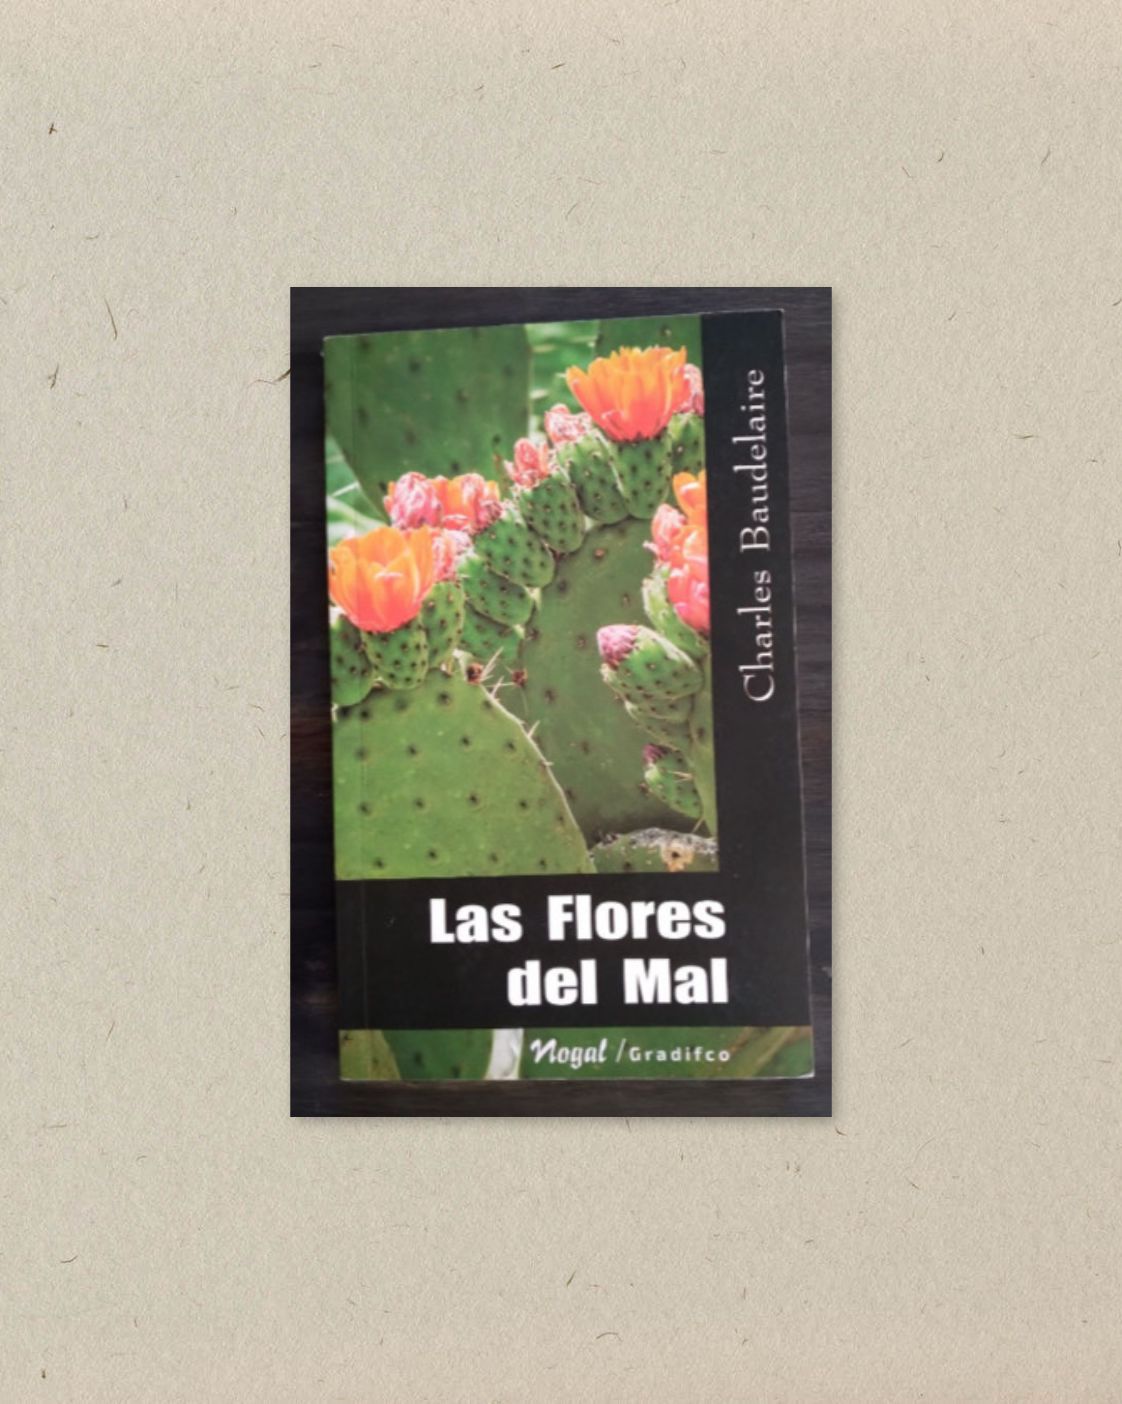 Charles Baudelaire
Las Flores
del Mal
Nogal / Gradifco